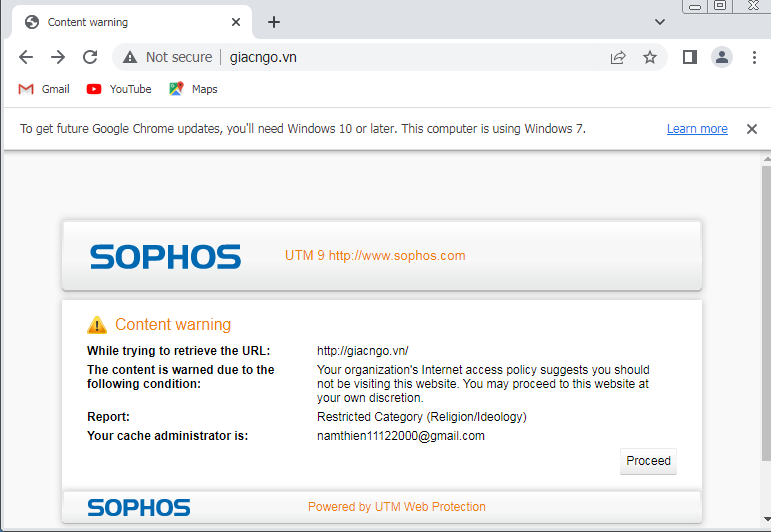 Content warning
Not secure
giacngo.vn
Gmail
YouTube
Maps
To get future Google Chrome updates, you'll need Windows 10 or later. This computer is using Windows 7.
Learn more
SOPHOS
UTM 9 http://www.sophos.com
Content warning
While trying to retrieve the URL: http://giacngo.vn/
The content is warned due to the following condition:
Your organization's Internet access policy suggests you should
not be visiting this website. You may proceed to this website at
your own discretion.
Report: Restricted Category (Religion/Ideology)
Your cache administrator is: namthien11122000@gmail.com
Proceed
SOPHOS
Powered by UTM Web Protection